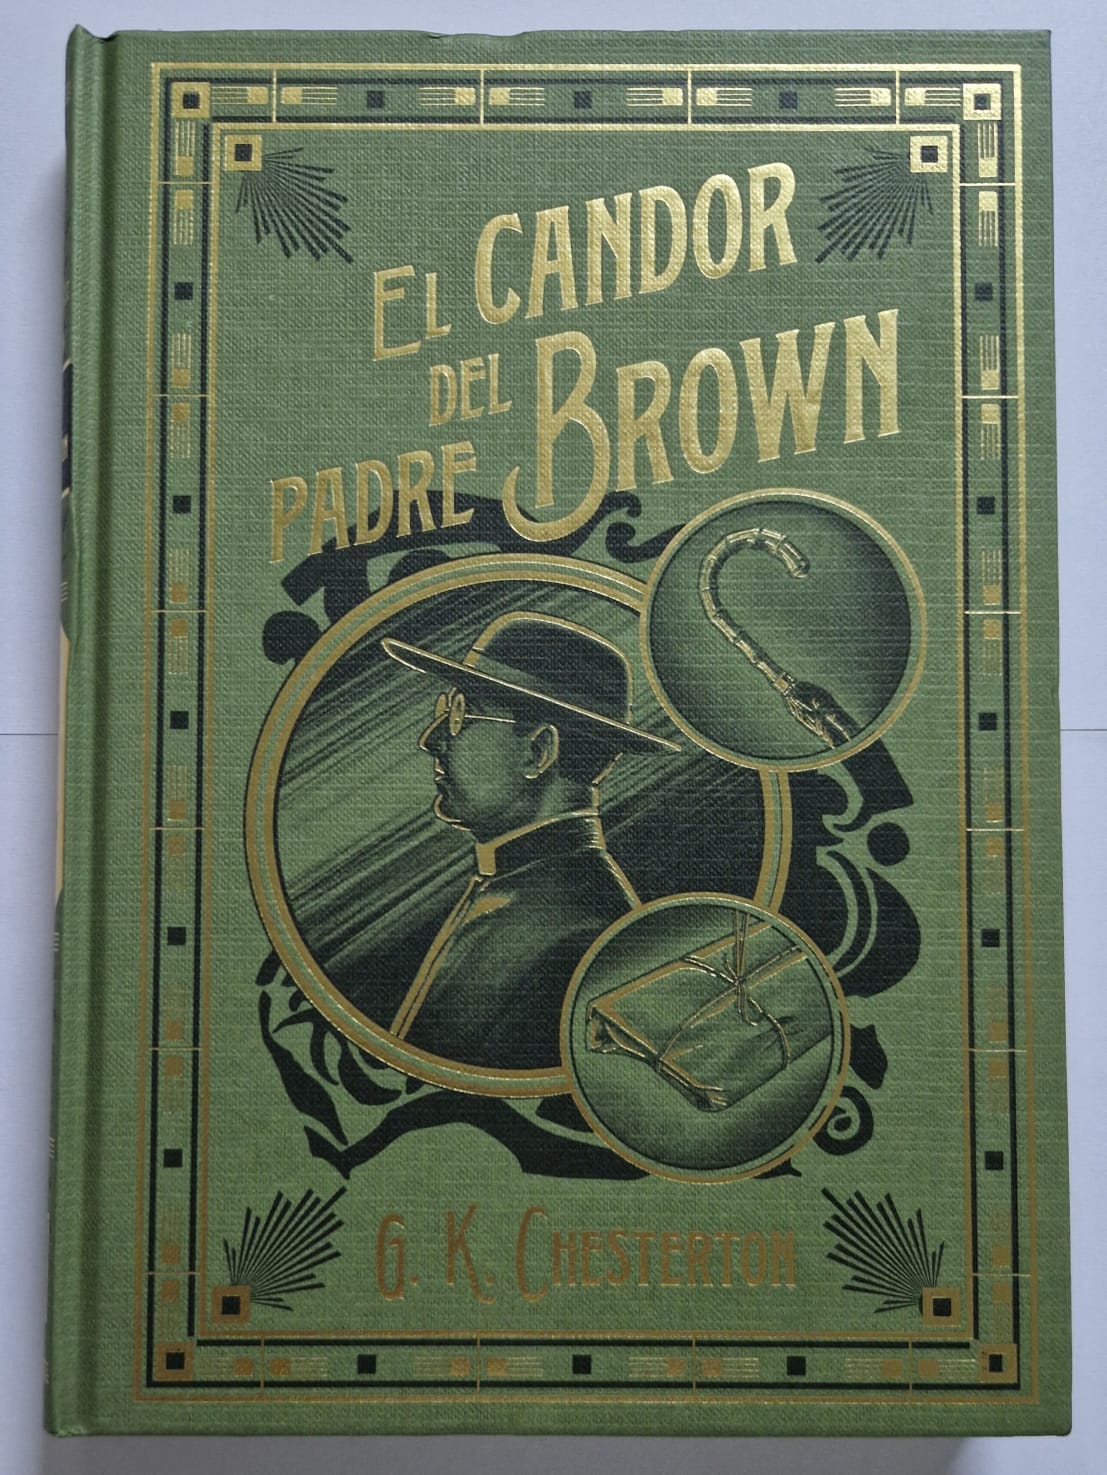 EL CANDOR
DEL BROWN
PADRE
G. K. CHESTERTON